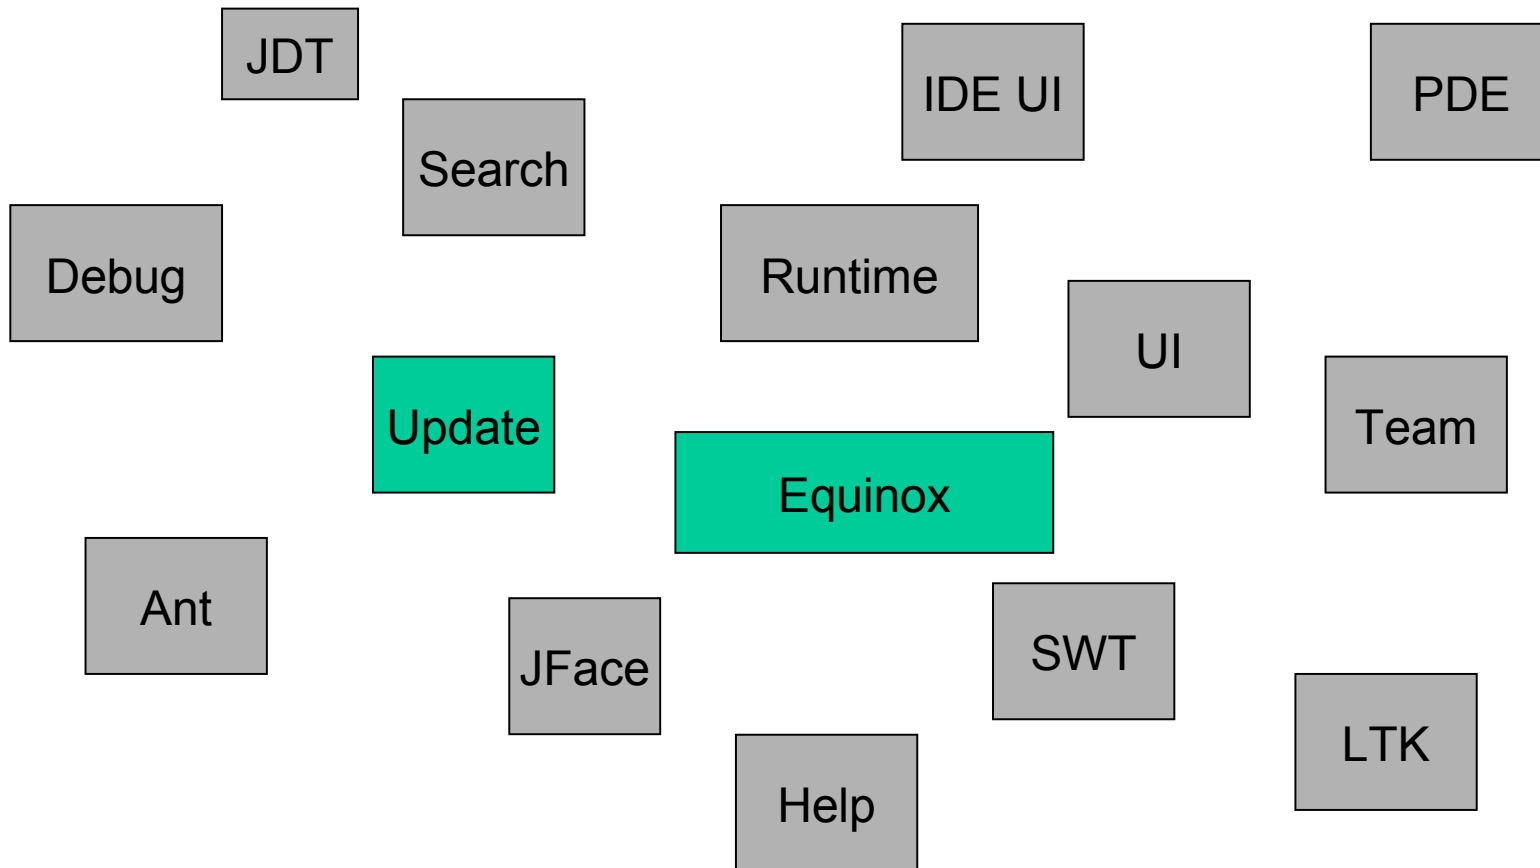 JDT
IDE UI
PDE
Search
Debug
Runtime
UI
Update
Team
Equinox
Ant
JFace
SWT
LTK
Help